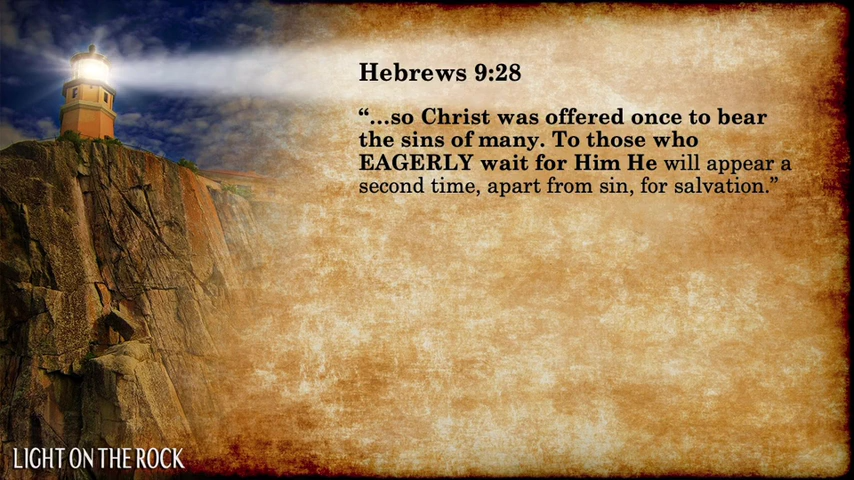 Hebrews 9:28
“...so Christ was offered once to bear
the sins of many. To those who
EAGERLY wait for Him He will appear a
second time, apart from sin, for salvation.”
LIGHT ON THE ROCK